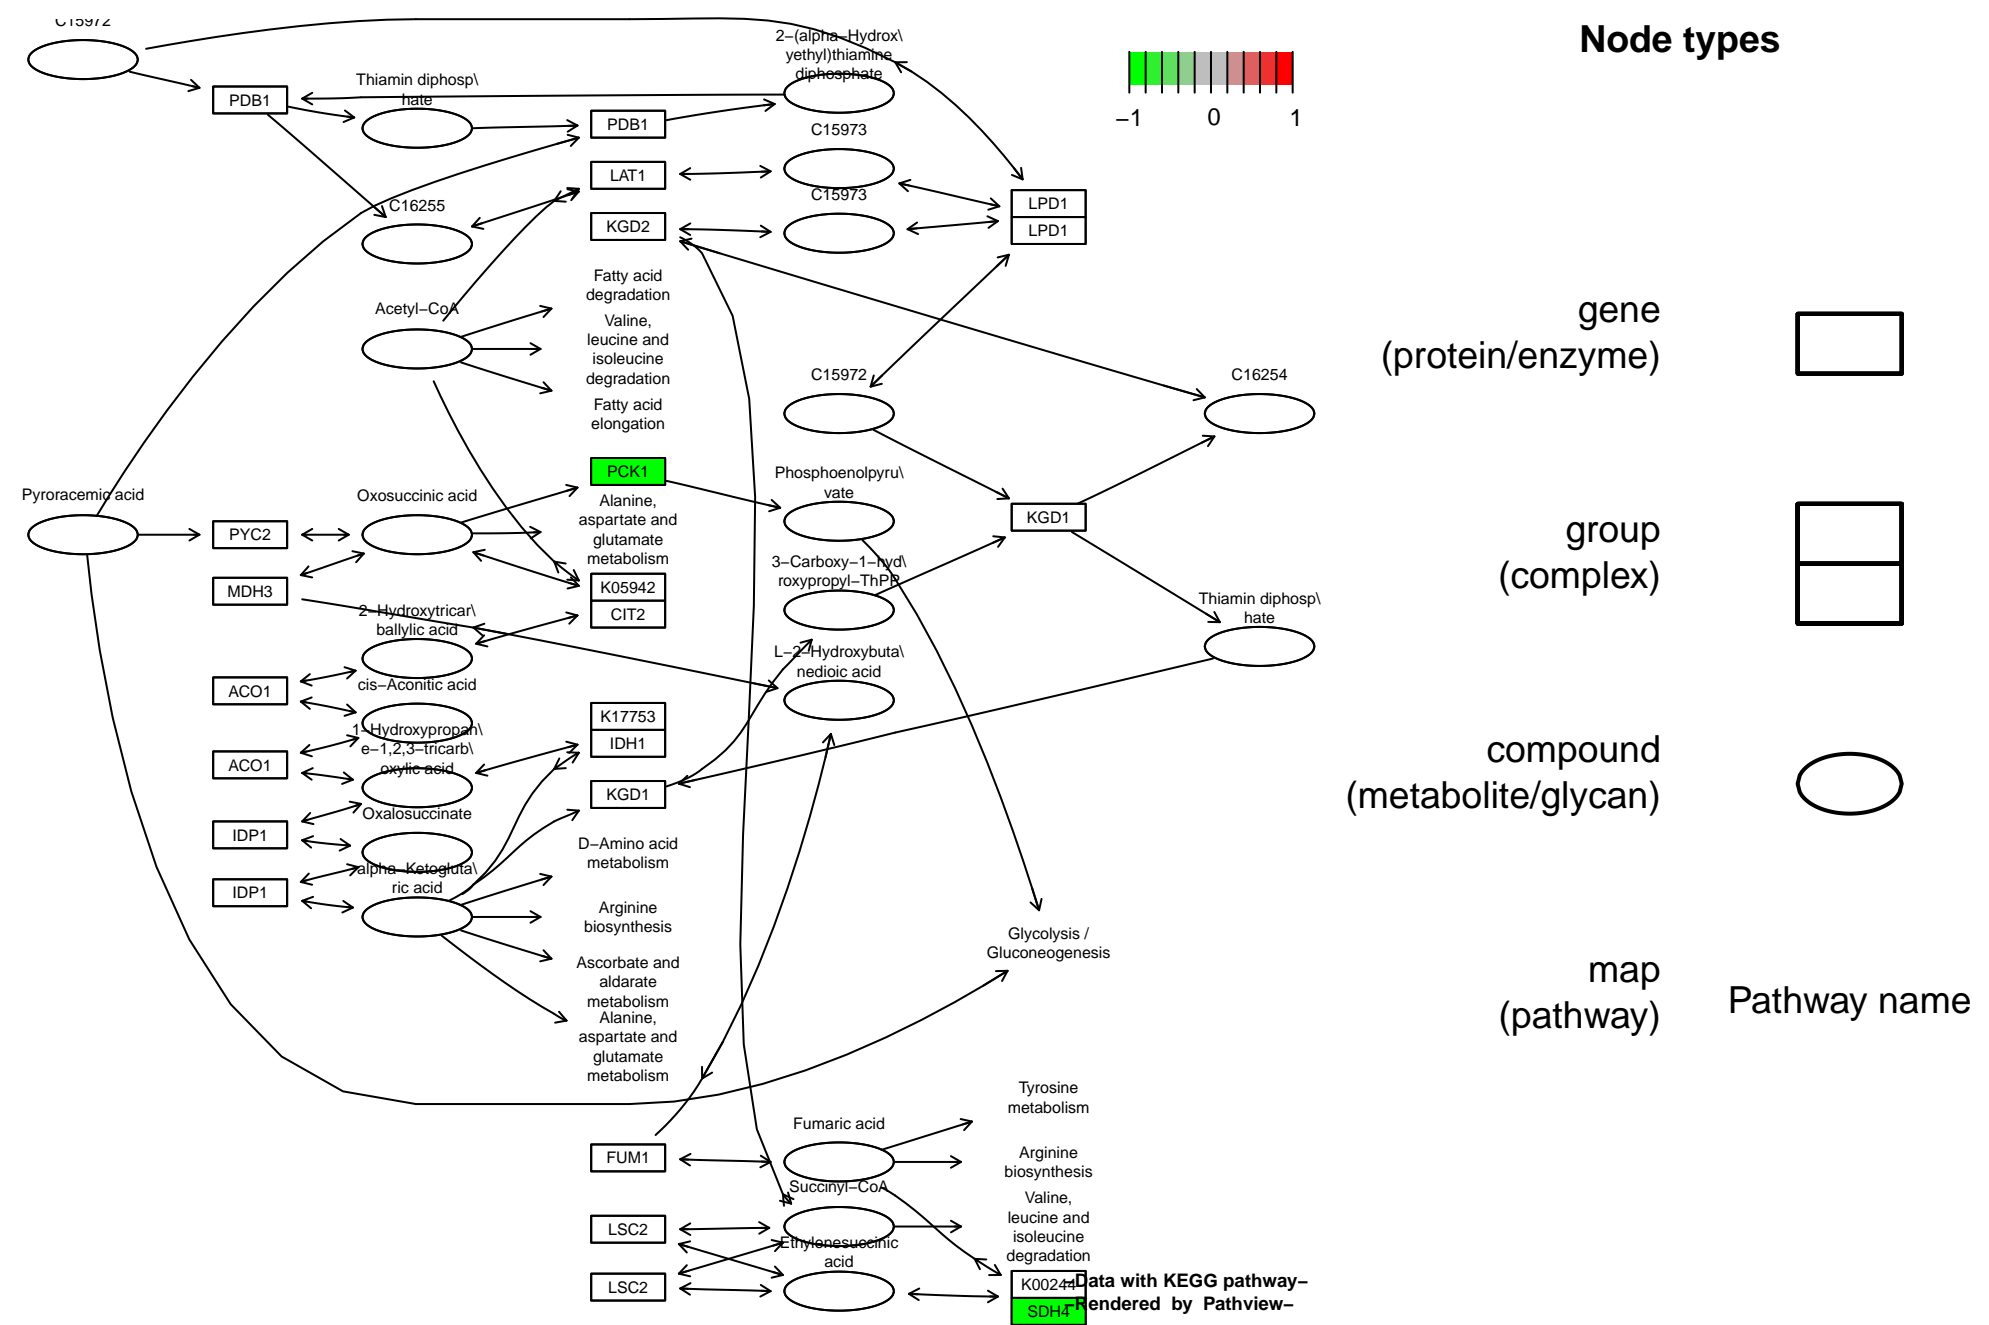 C15972
2−(alpha−Hydrox\
yethyl)thiamine
diphosphate
Node types
Thiamin diphosp\
hate
PDB1
PDB1
−1
0
1
C15973
LAT1
C15973
C16255
LPD1
LPD1
KGD2
Fatty acid
degradation
Acetyl−CoA
Valine,
leucine and
isoleucine
degradation
gene
(protein/enzyme)
C15972
C16254
Fatty acid
elongation
PCK1
Phosphoenolpyru\
vate
Pyroracemic acid
Oxosuccinic acid
Alanine,
aspartate and
glutamate
metabolism
KGD1
PYC2
group
(complex)
3−Carboxy−1−hyd\
roxypropyl−ThPP
MDH3
K05942
CIT2
2−Hydroxytricar\
ballylic acid
Thiamin diphosp\
hate
L−2−Hydroxybuta\
nedioic acid
cis−Aconitic acid
ACO1
K17753
IDH1
1−Hydroxypropan\
e−1,2,3−tricarb\
oxylic acid
ACO1
compound
(metabolite/glycan)
KGD1
Oxalosuccinate
IDP1
D−Amino acid
metabolism
alpha−Ketogluta\
ric acid
IDP1
Arginine
biosynthesis
Glycolysis /
Gluconeogenesis
Ascorbate and
aldarate
metabolism
map
(pathway)
Pathway name
Alanine,
aspartate and
glutamate
metabolism
Tyrosine
metabolism
Fumaric acid
FUM1
Arginine
biosynthesis
Succinyl−CoA
Valine,
leucine and
isoleucine
degradation
LSC2
Ethylenesuccinic
acid
LSC2
K00244
−Data with KEGG pathway−
SDH4
−Rendered by Pathview−